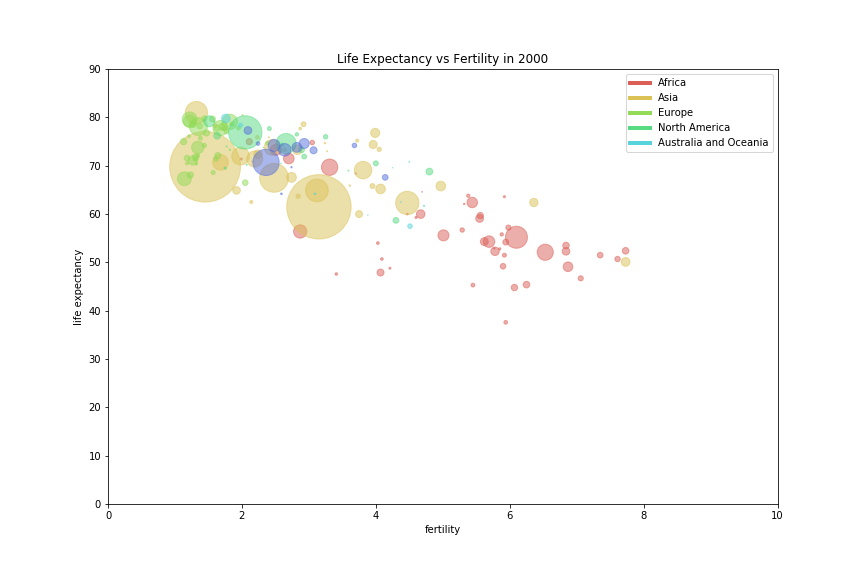 Life Expectancy vs Fertility in 2000
90
80
70
60
50
40
30
20
10
0
life expectancy
0 2 4 6 8 10
fertility
Africa
Asia
Europe
North America
Australia and Oceania